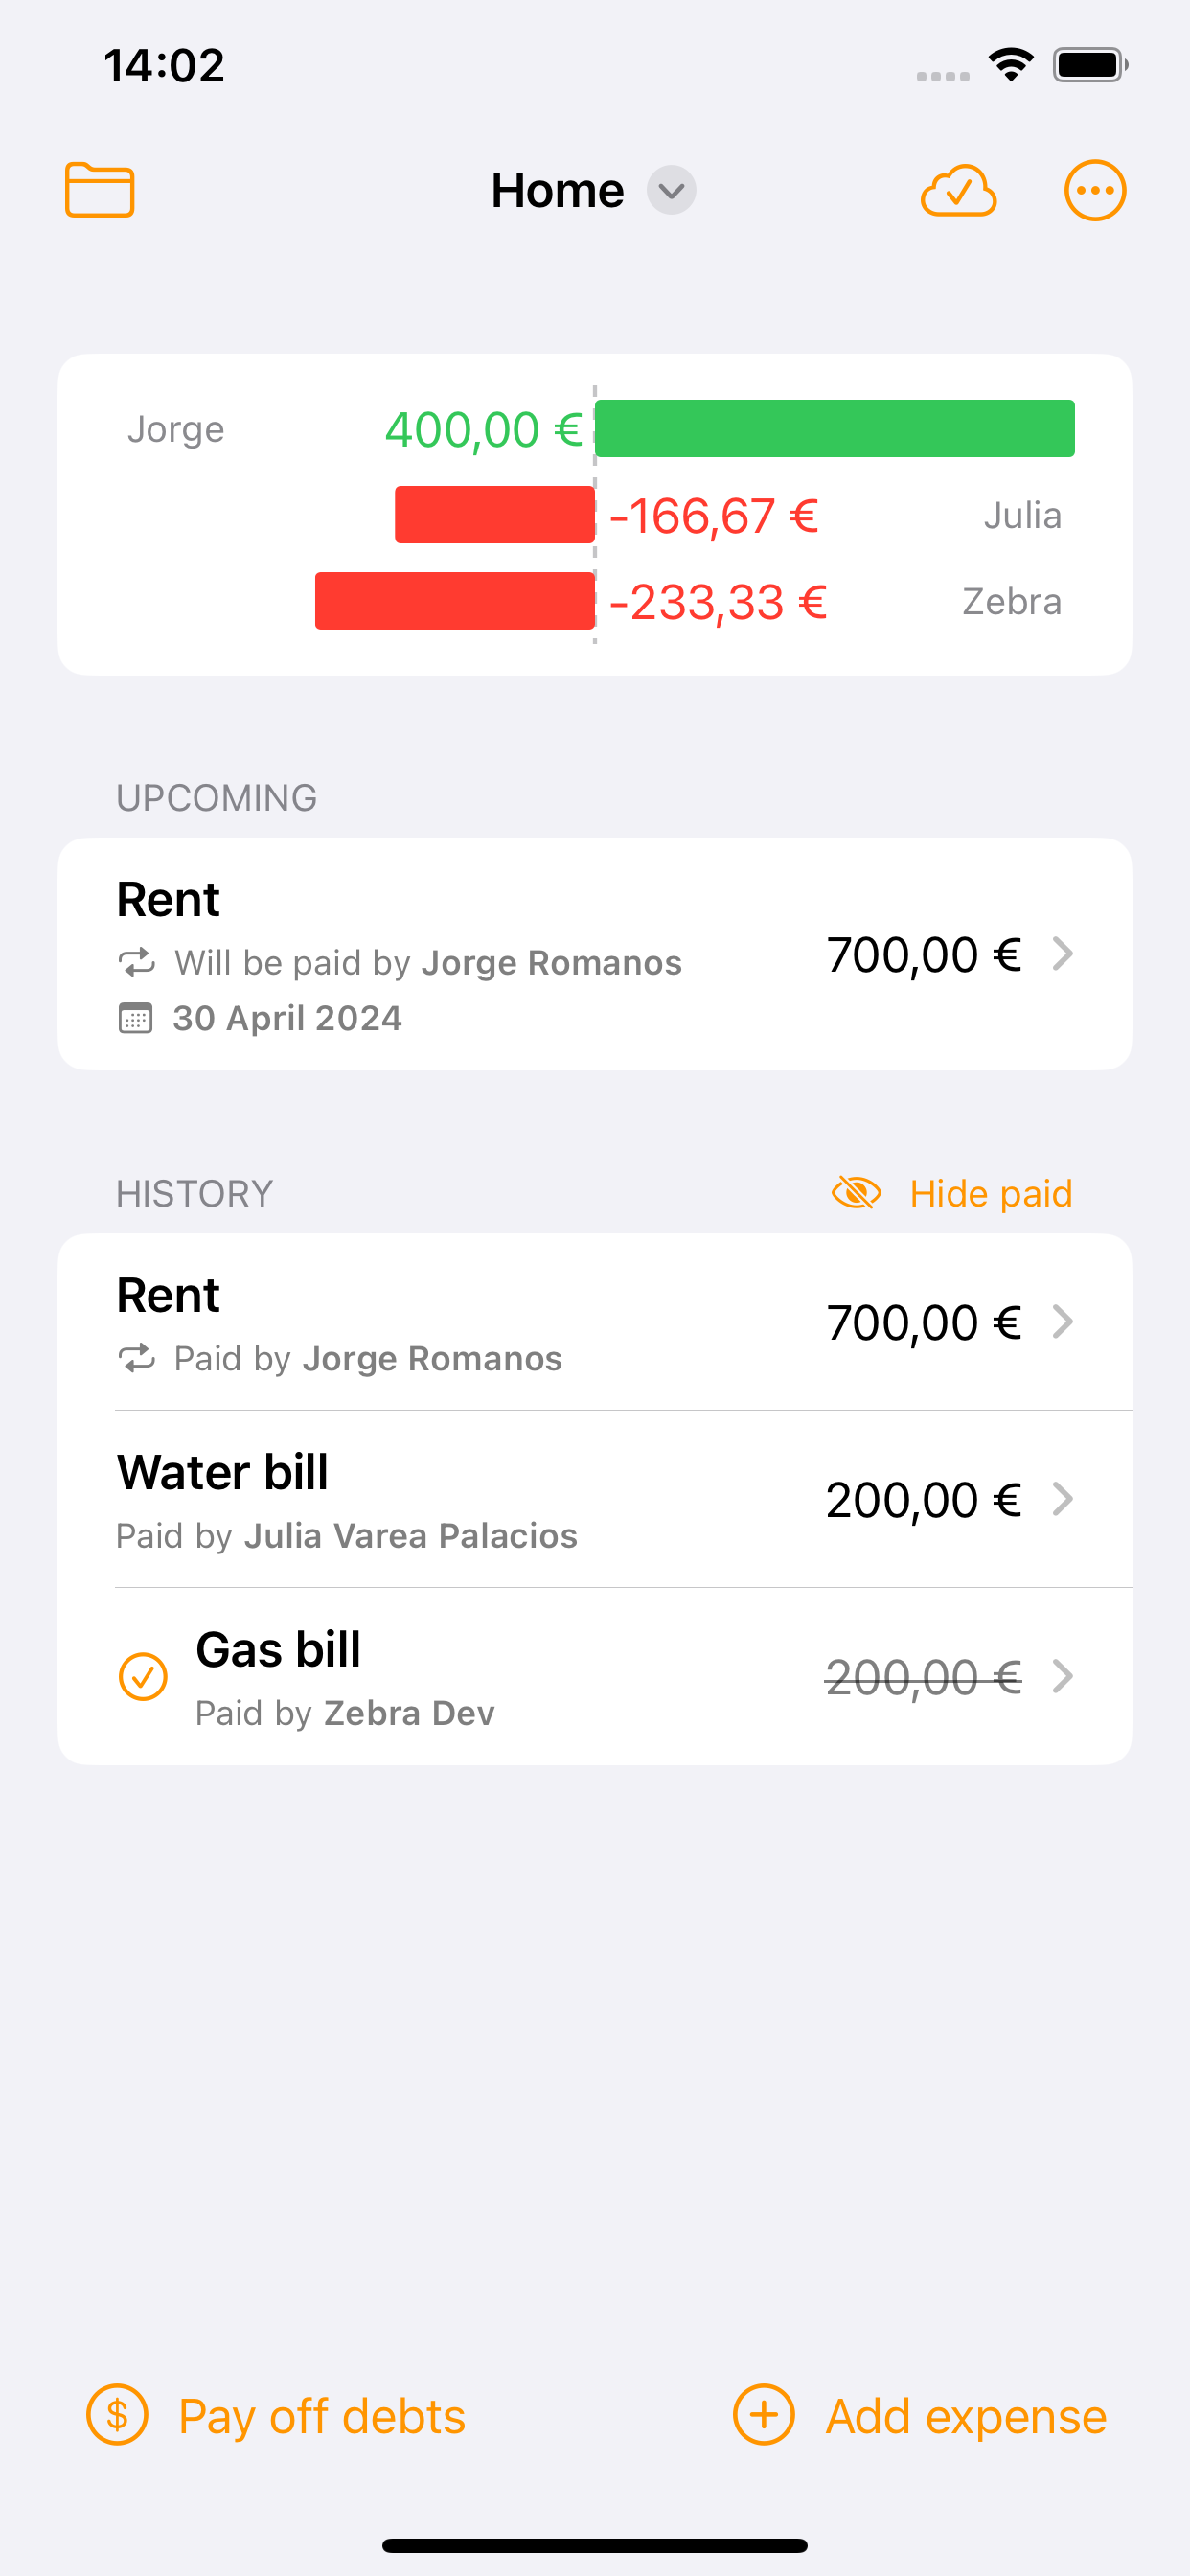 14:02
Home
Jorge 400,00 €
-166,67 € Julia
-233,33 € Zebra
UPCOMING
Rent
Will be paid by Jorge Romanos
700,00 €
30 April 2024
HISTORY Hide paid
Rent
700,00 €
Paid by Jorge Romanos
Water bill
200,00 €
Paid by Julia Varea Palacios
Gas bill
200,00 €
Paid by Zebra Dev
$ Pay off debts Add expense